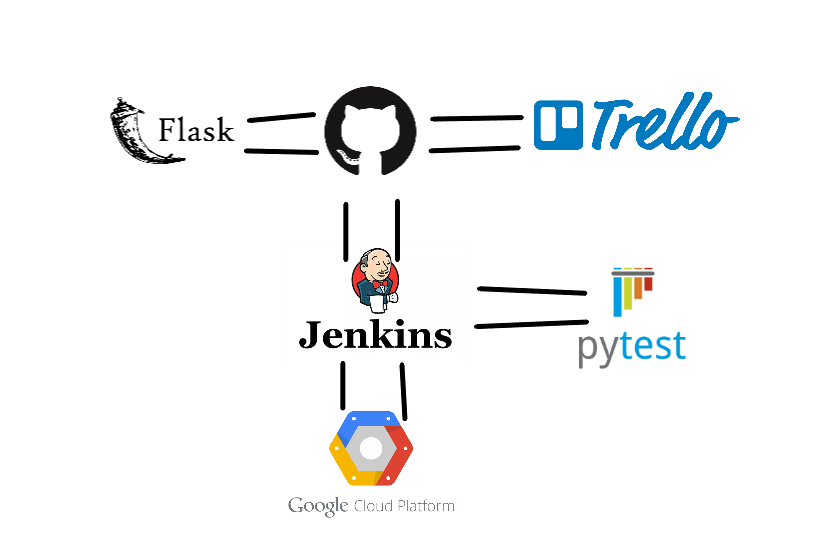 Flask
Trello
Jenkins
pytest
Google Cloud Platform